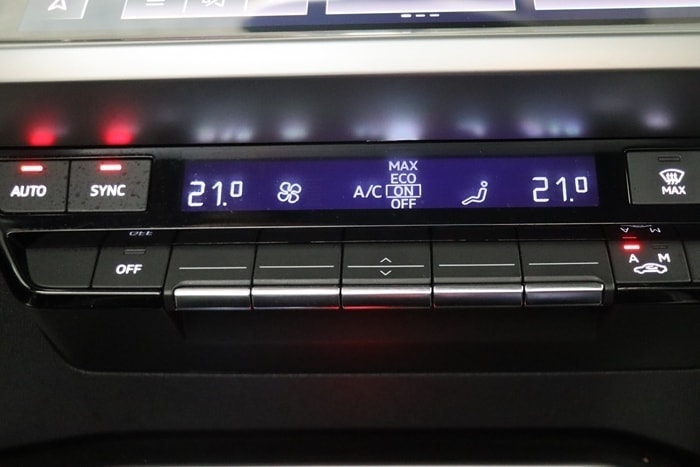 AUTO SYNC 21.0 A/C MAX ECO ON OFF 21.0 MAX
OFF A M